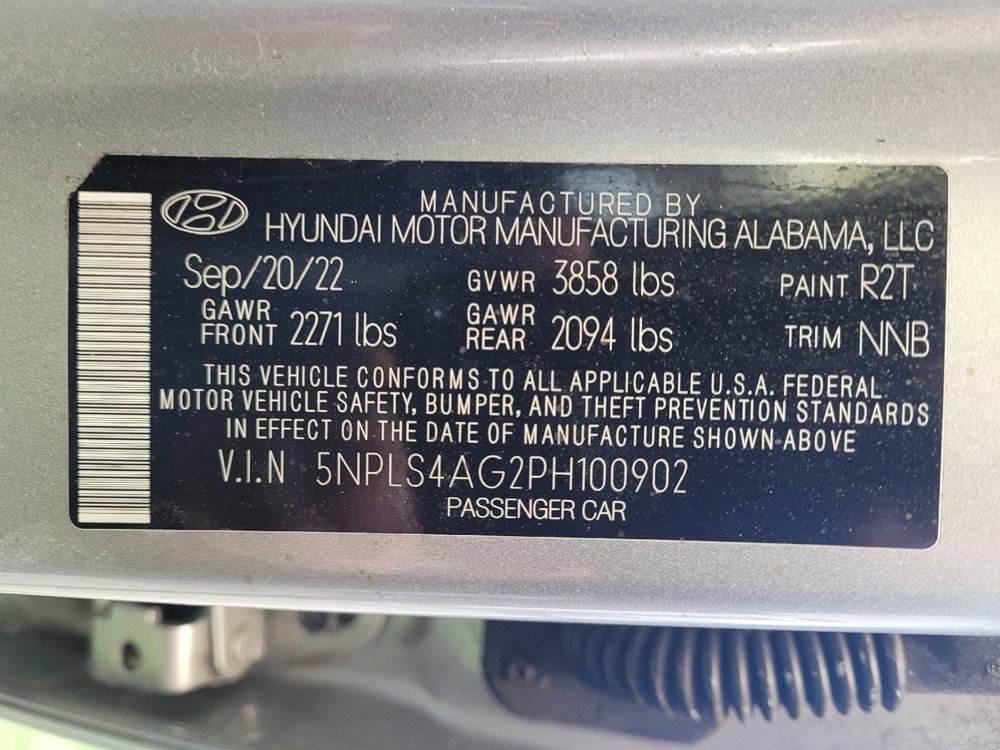 MANUFACTURED BY
HYUNDAI MOTOR MANUFACTURING ALABAMA, LLC
Sep/20/22 GVWR 3858 lbs PAINT R2T
GAWR FRONT 2271 lbs GAWR REAR 2094 lbs TRIM NNB
THIS VEHICLE CONFORMS TO ALL APPLICABLE U.S.A. FEDERAL
MOTOR VEHICLE SAFETY, BUMPER, AND THEFT PREVENTION STANDARDS
IN EFFECT ON THE DATE OF MANUFACTURE SHOWN ABOVE
V.I.N 5NPLS4AG2PH100902
PASSENGER CAR